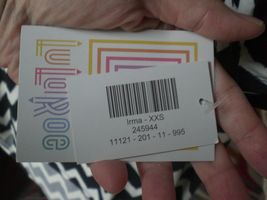 LuLaRoe
Irma - XXS
245944
11121 - 201 - 11 - 995